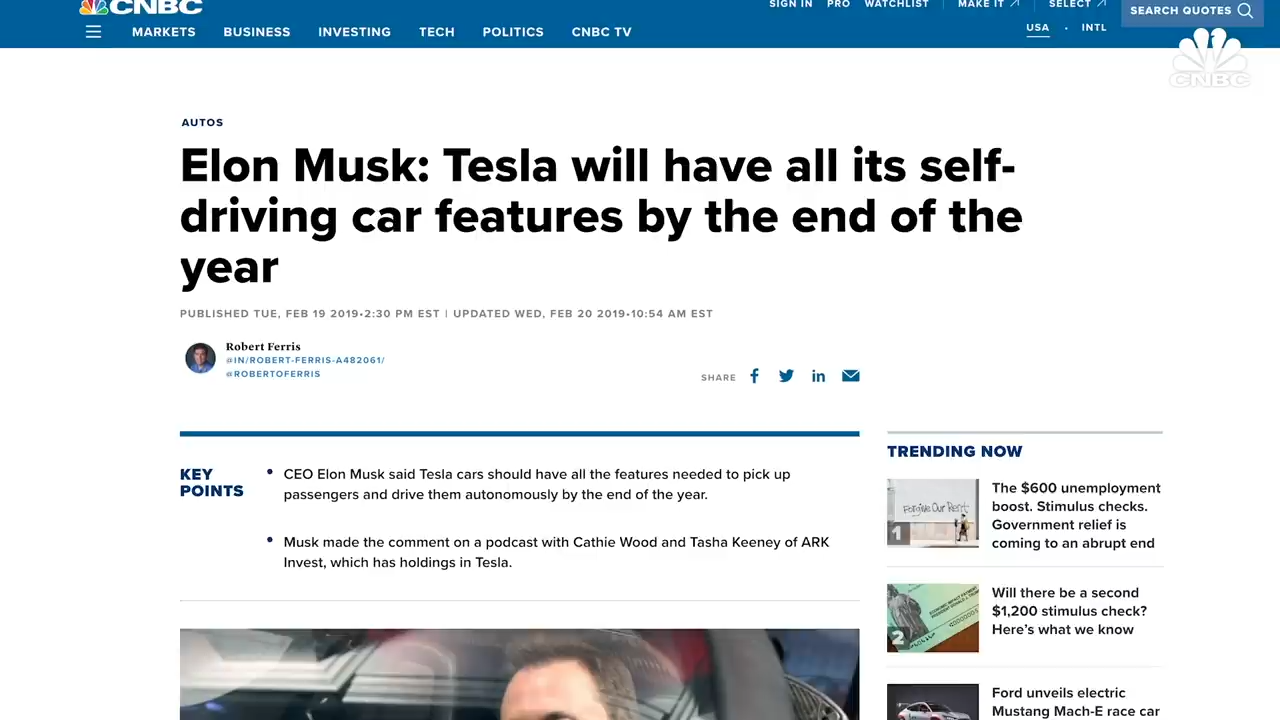 CNBC
SIGN IN PRO WATCHLIST MAKE IT SELECT
SEARCH QUOTES
MARKETS BUSINESS INVESTING TECH POLITICS CNBC TV
USA · INTL
CNBC
AUTOS
Elon Musk: Tesla will have all its self-
driving car features by the end of the
year
PUBLISHED TUE, FEB 19 2019•2:30 PM EST | UPDATED WED, FEB 20 2019•10:54 AM EST
Robert Ferris
@IN/ROBERT-FERRIS-A482061/
@ROBERTOFERRIS
SHARE
KEY
POINTS
• CEO Elon Musk said Tesla cars should have all the features needed to pick up
passengers and drive them autonomously by the end of the year.
• Musk made the comment on a podcast with Cathie Wood and Tasha Keeney of ARK
Invest, which has holdings in Tesla.
TRENDING NOW
Forgive Our Rent
1
The $600 unemployment
boost. Stimulus checks.
Government relief is
coming to an abrupt end
2
Will there be a second
$1,200 stimulus check?
Here's what we know
Ford unveils electric
Mustang Mach-E race car